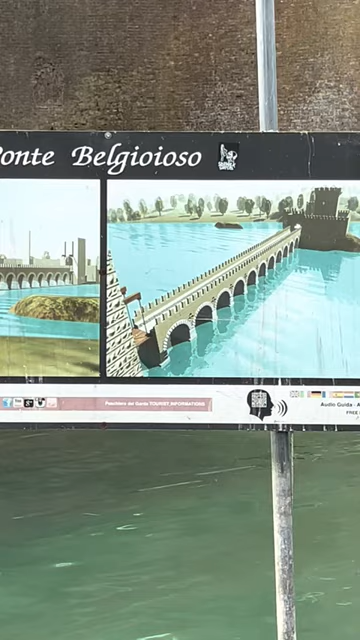 Ponte Belgioioso
Peschiera del Garda TOURIST INFORMATIONS
Audio Guida - A
FREE